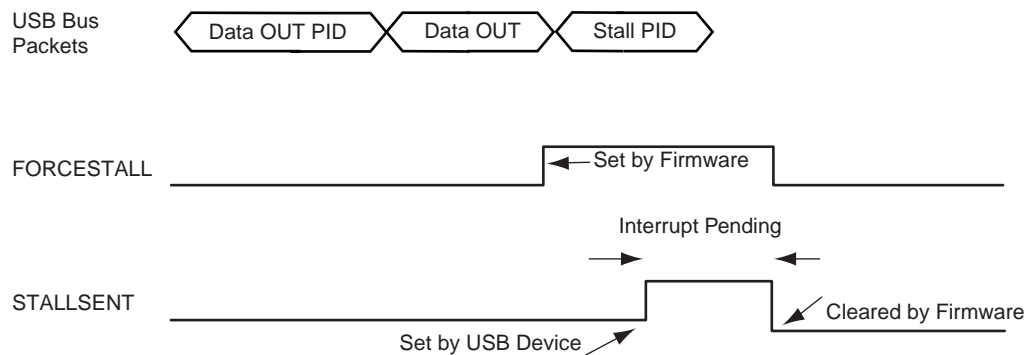 USB Bus
Packets
Data OUT PID
Data OUT
Stall PID
FORCESTALL
Set by Firmware
Interrupt Pending
STALLSENT
Cleared by Firmware
Set by USB Device